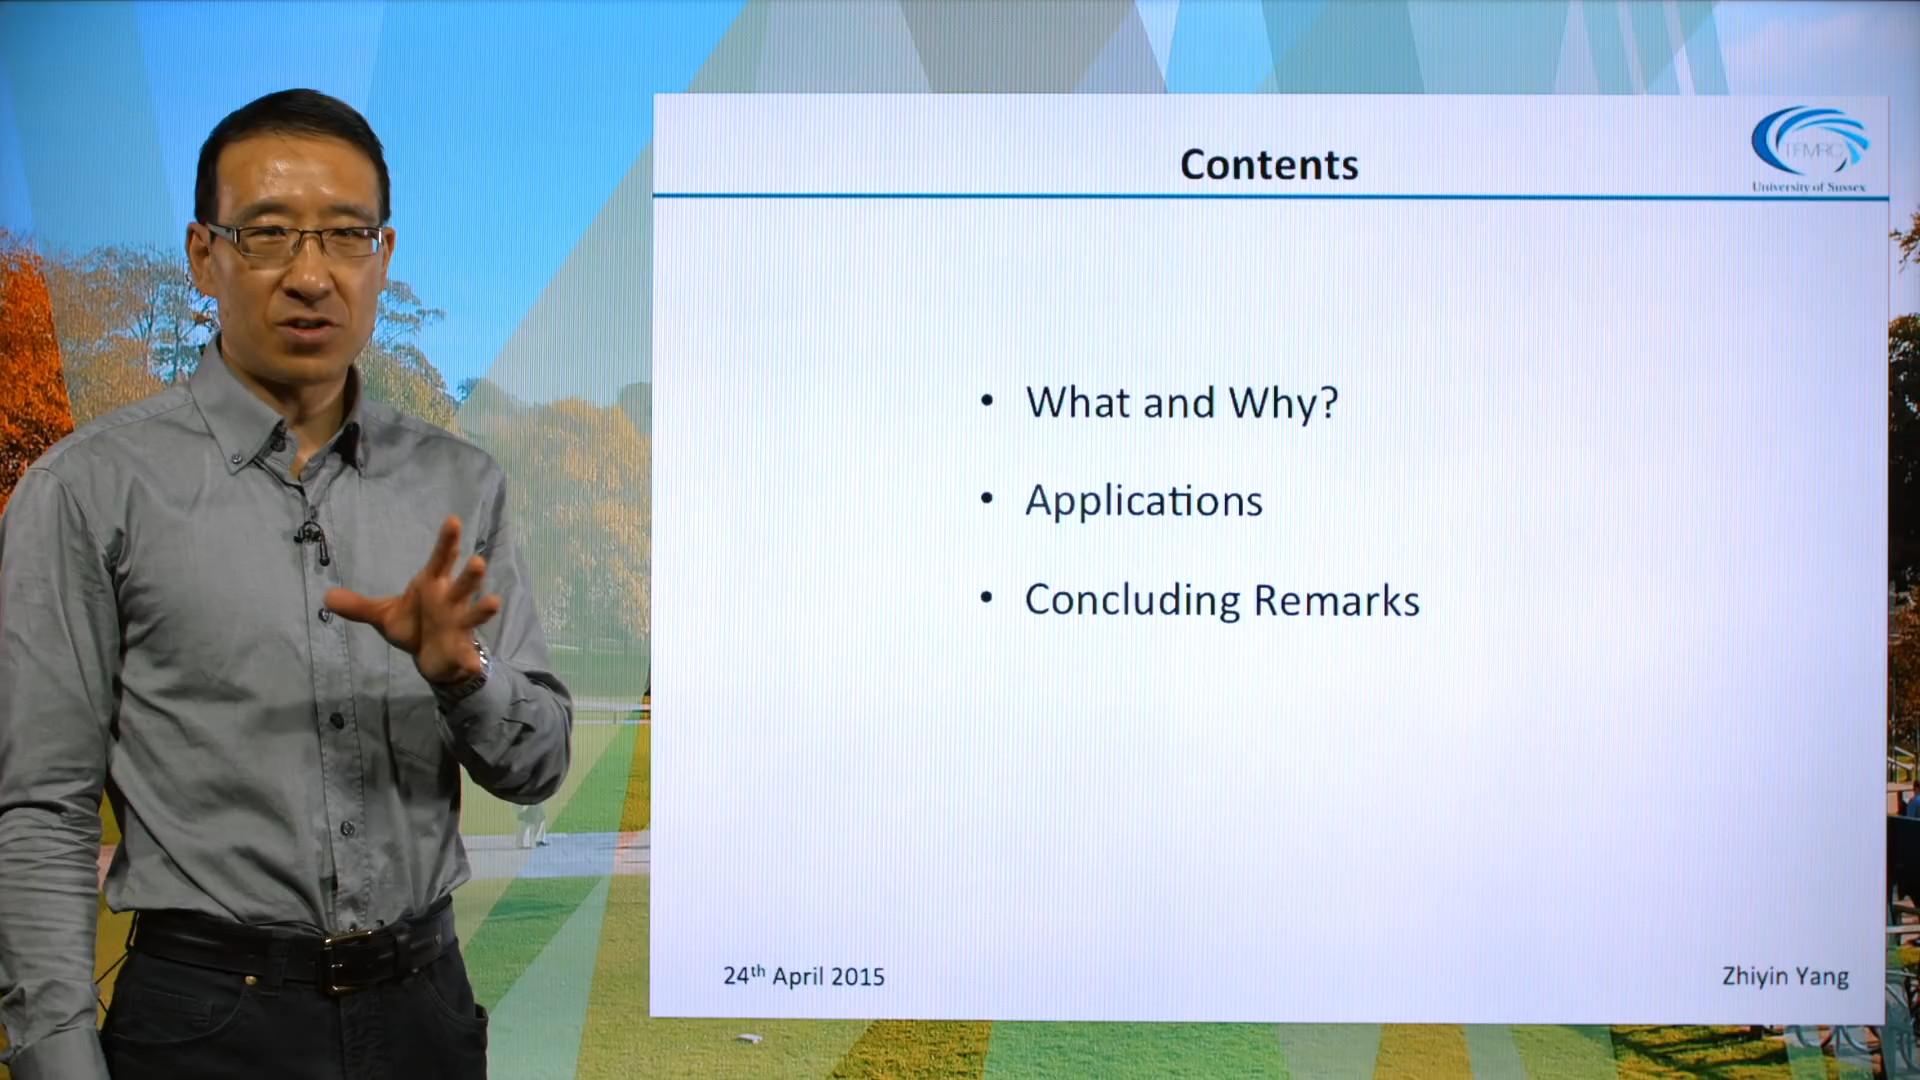 Contents
TFMRC
University of Sussex
• What and Why?
• Applications
• Concluding Remarks
24th April 2015
Zhiyin Yang